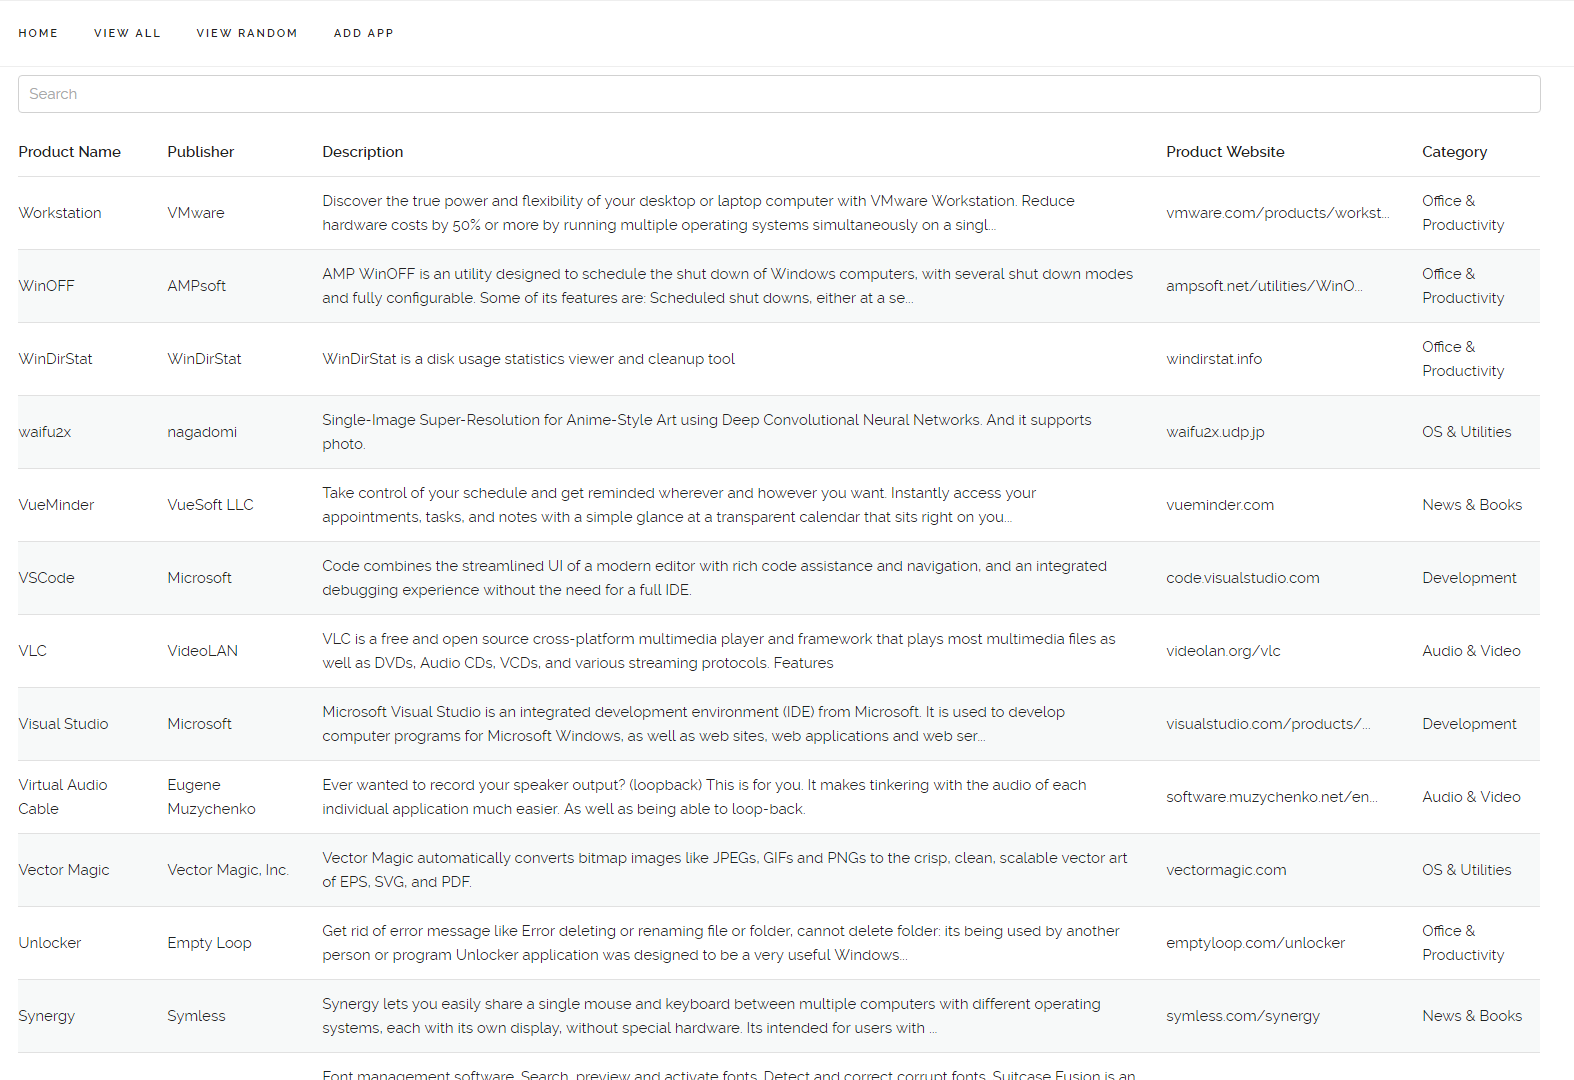 HOME VIEW ALL VIEW RANDOM ADD APP
Search
Product Name Publisher Description Product Website Category
Workstation VMware Discover the true power and flexibility of your desktop or laptop computer with VMware Workstation. Reduce vmware.com/products/workst... Office &
hardware costs by 50% or more by running multiple operating systems simultaneously on a singl... Productivity
WinOFF AMPsoft AMP WinOFF is an utility designed to schedule the shut down of Windows computers, with several shut down modes ampsoft.net/utilities/WinO... Office &
and fully configurable. Some of its features are: Scheduled shut downs, either at a se... Productivity
WinDirStat WinDirStat WinDirStat is a disk usage statistics viewer and cleanup tool windirstat.info Office &
Productivity
waifu2x nagadomi Single-Image Super-Resolution for Anime-Style Art using Deep Convolutional Neural Networks. And it supports waifu2x.udp.jp OS & Utilities
photo.
VueMinder VueSoft LLC Take control of your schedule and get reminded wherever and however you want. Instantly access your vueminder.com News & Books
appointments, tasks, and notes with a simple glance at a transparent calendar that sits right on you...
VSCode Microsoft Code combines the streamlined UI of a modern editor with rich code assistance and navigation, and an integrated code.visualstudio.com Development
debugging experience without the need for a full IDE.
VLC VideoLAN VLC is a free and open source cross-platform multimedia player and framework that plays most multimedia files as videolan.org/vlc Audio & Video
well as DVDs, Audio CDs, VCDs, and various streaming protocols. Features
Visual Studio Microsoft Microsoft Visual Studio is an integrated development environment (IDE) from Microsoft. It is used to develop visualstudio.com/products/... Development
computer programs for Microsoft Windows, as well as web sites, web applications and web ser...
Virtual Audio Eugene Ever wanted to record your speaker output? (loopback) This is for you. It makes tinkering with the audio of each software.muzychenko.net/en... Audio & Video
Cable Muzychenko individual application much easier. As well as being able to loop-back.
Vector Magic Vector Magic, Inc. Vector Magic automatically converts bitmap images like JPEGs, GIFs and PNGs to the crisp, clean, scalable vector art vectormagic.com OS & Utilities
of EPS, SVG, and PDF.
Unlocker Empty Loop Get rid of error message like Error deleting or renaming file or folder, cannot delete folder: its being used by another emptyloop.com/unlocker Office &
person or program Unlocker application was designed to be a very useful Windows... Productivity
Synergy Symless Synergy lets you easily share a single mouse and keyboard between multiple computers with different operating symless.com/synergy News & Books
systems, each with its own display, without special hardware. Its intended for users with ...
Font management software. Search, preview and activate fonts. Detect and correct corrupt fonts. Suitcase Fusion is an